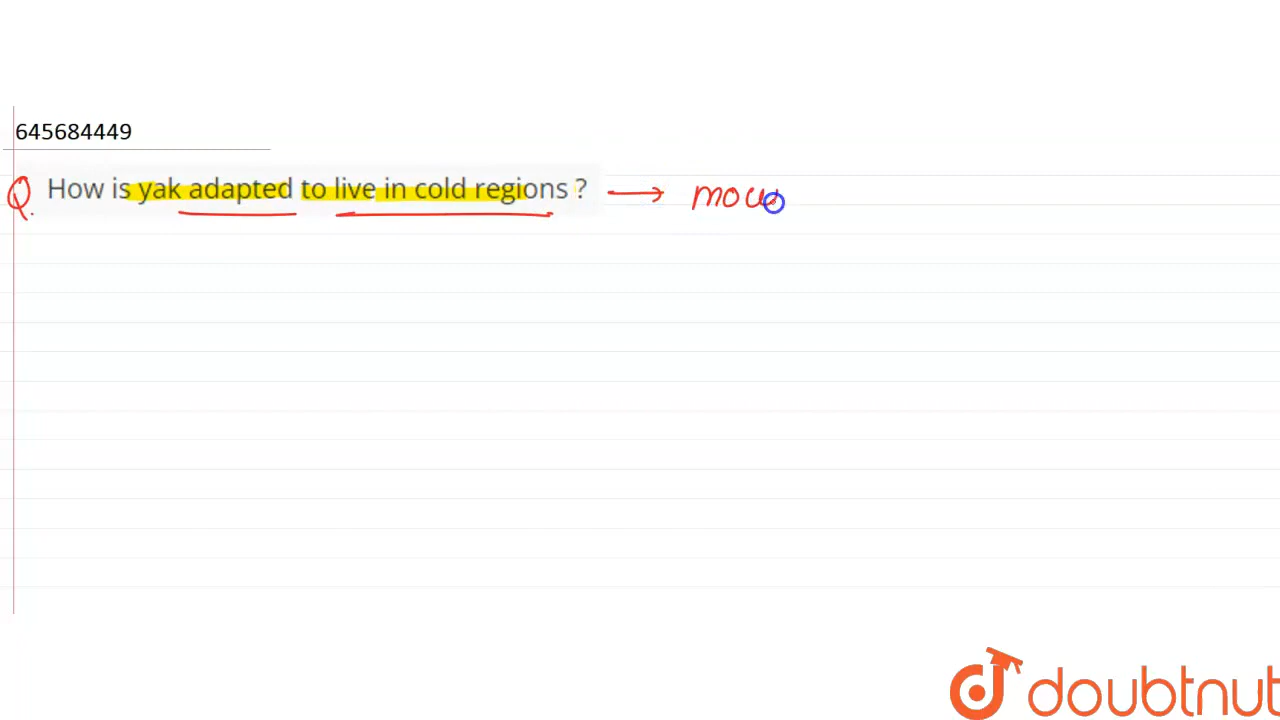 645684449
Q. How is yak adapted to live in cold regions ? → mou
doubtnut